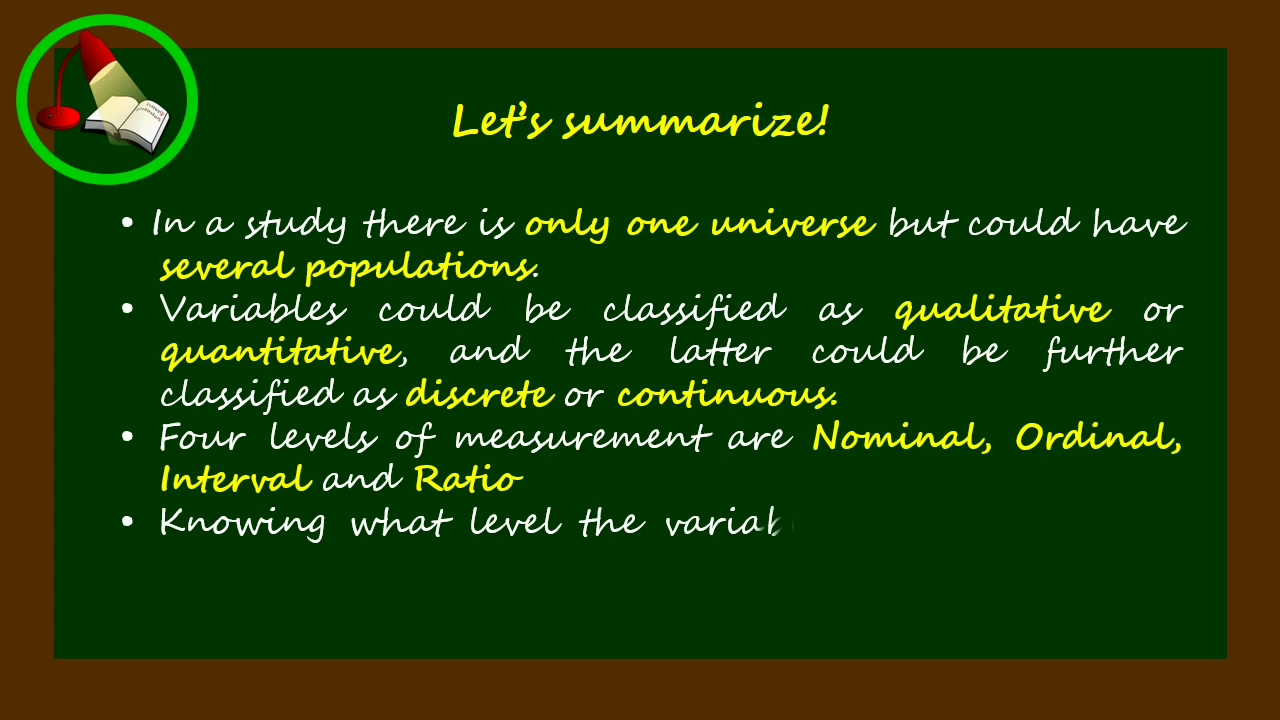 Let's summarize!
• In a study there is only one universe but could have
several populations.
• Variables could be classified as qualitative or
quantitative, and the latter could be further
classified as discrete or continuous.
• Four levels of measurement are Nominal, Ordinal,
Interval and Ratio
• Knowing what level the